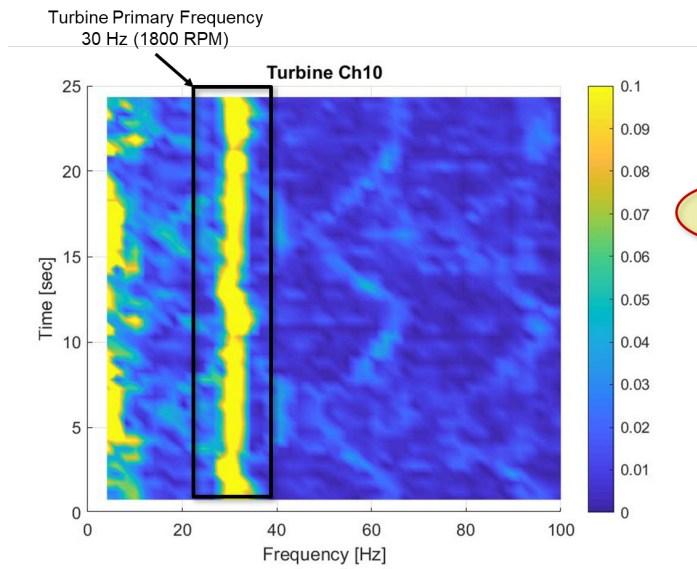 Turbine Primary Frequency
30 Hz (1800 RPM)
Turbine Ch10
25
20
15
10
5
0
Time [sec]
0 20 40 60 80 100
Frequency [Hz]
0.1
0.09
0.08
0.07
0.06
0.05
0.04
0.03
0.02
0.01
0